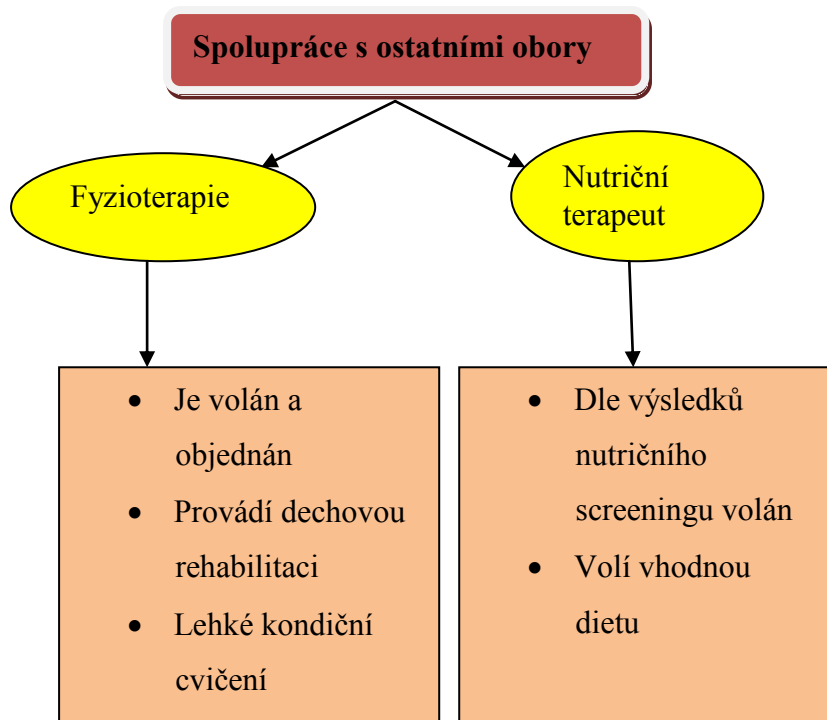 Spolupráce s ostatními obory
Fyzioterapie
Nutriční
terapeut
• Je volán a
objednán
• Provádí dechovou
rehabilitaci
• Lehké kondiční
cvičení
• Dle výsledků
nutričního
screeningu volán
• Volí vhodnou
dietu